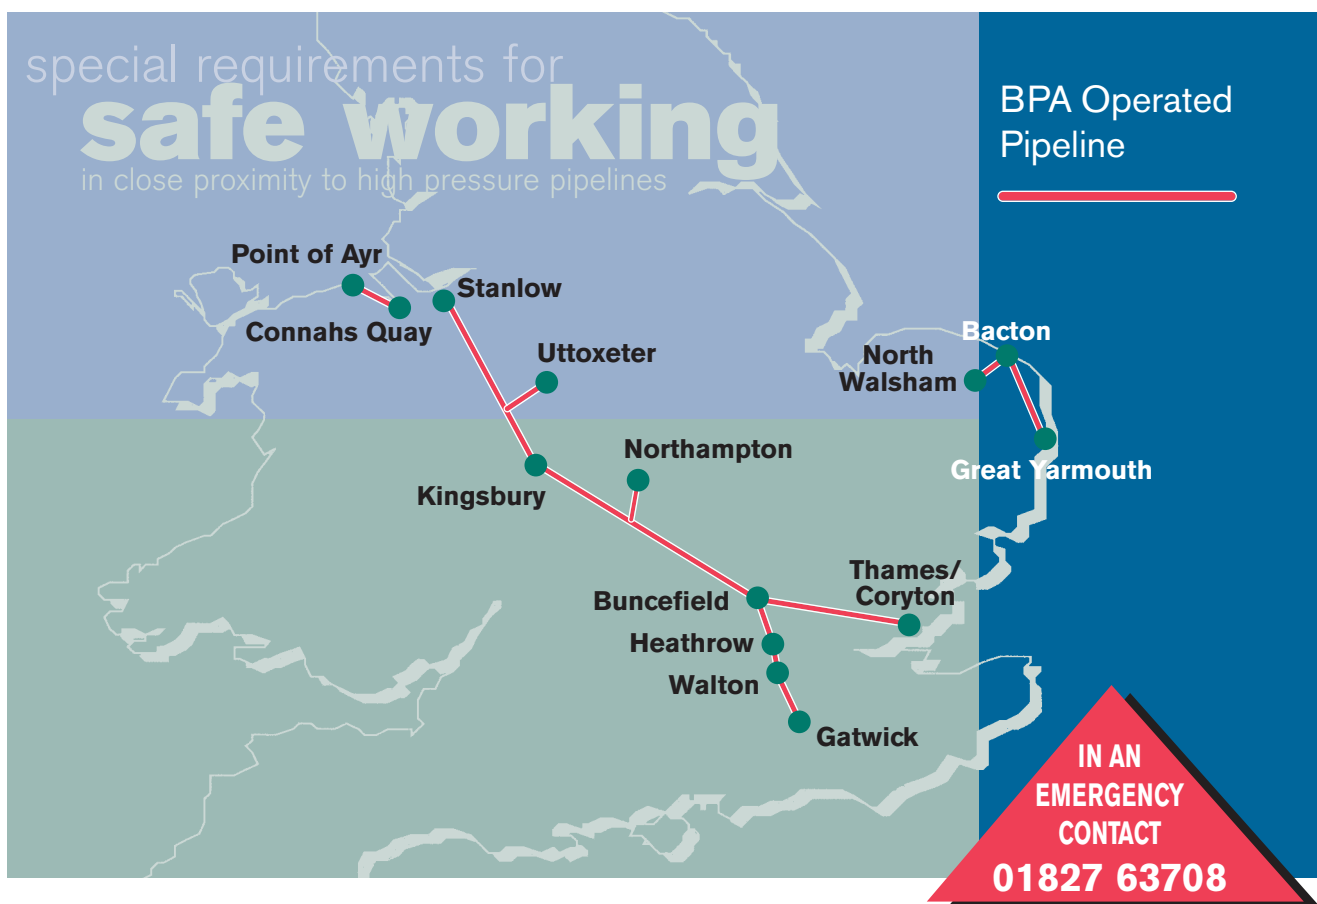 special requirements for
safe working
in close proximity to high pressure pipelines
BPA Operated
Pipeline
Point of Ayr
Connahs Quay
Stanlow
Uttoxeter
Bacton
North
Walsham
Great Yarmouth
Northampton
Kingsbury
Thames/
Coryton
Buncefield
Heathrow
Walton
Gatwick
IN AN
EMERGENCY
CONTACT
01827 63708